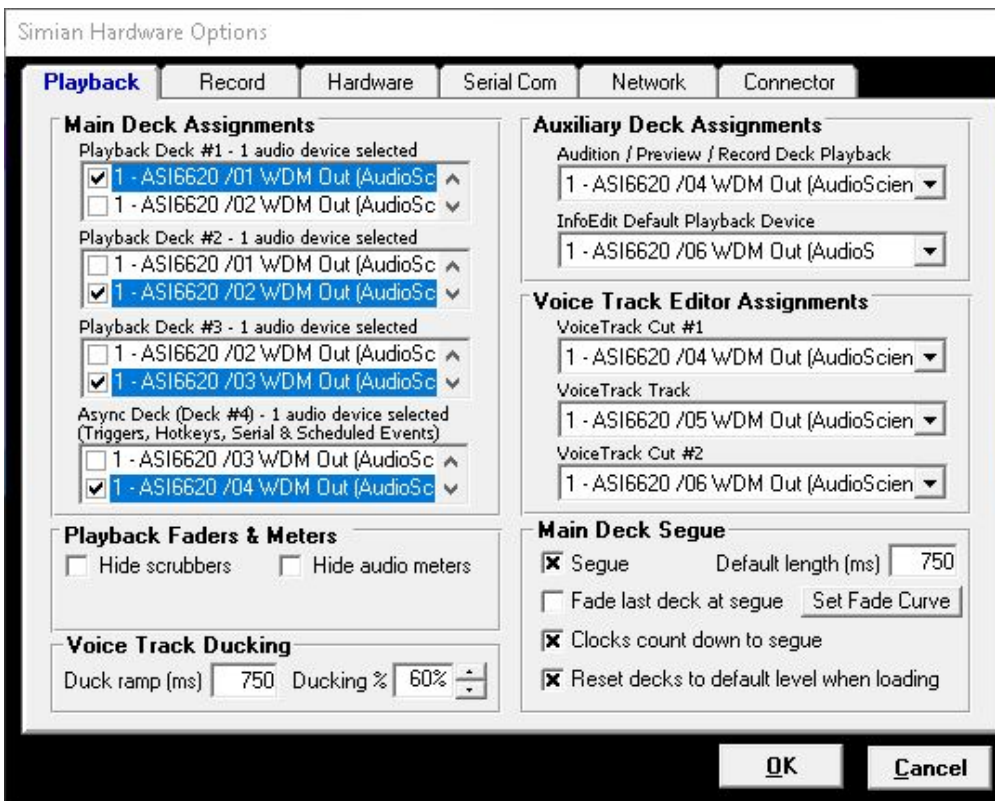 Simian Hardware Options
Playback
Record
Hardware
Serial Com
Network
Connector
Main Deck Assignments
Playback Deck #1 - 1 audio device selected
1 - ASI6620 /01 WDM Out (AudioSc
1 - ASI6620 /02 WDM Out (AudioSc
Playback Deck #2 - 1 audio device selected
1 - ASI6620 /01 WDM Out (AudioSc
1 - ASI6620 /02 WDM Out (AudioSc
Playback Deck #3 - 1 audio device selected
1 - ASI6620 /02 WDM Out (AudioSc
1 - ASI6620 /03 WDM Out (AudioSc
Async Deck (Deck #4) - 1 audio device selected
(Triggers, Hotkeys, Serial & Scheduled Events)
1 - ASI6620 /03 WDM Out (AudioSc
1 - ASI6620 /04 WDM Out (AudioSc
Playback Faders & Meters
Hide scrubbers
Hide audio meters
Voice Track Ducking
Duck ramp (ms) 750 Ducking % 60%
Auxiliary Deck Assignments
Audition / Preview / Record Deck Playback
1 - ASI6620 /04 WDM Out (AudioScien
InfoEdit Default Playback Device
1 - ASI6620 /06 WDM Out (AudioS
Voice Track Editor Assignments
VoiceTrack Cut #1
1 - ASI6620 /04 WDM Out (AudioScien
VoiceTrack Track
1 - ASI6620 /05 WDM Out (AudioScien
VoiceTrack Cut #2
1 - ASI6620 /06 WDM Out (AudioScien
Main Deck Segue
Segue Default length (ms) 750
Fade last deck at segue Set Fade Curve
Clocks count down to segue
Reset decks to default level when loading
OK
Cancel